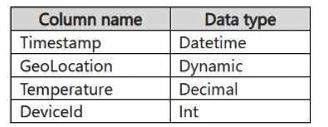 Column name Data type
Timestamp Datetime
GeoLocation Dynamic
Temperature Decimal
DeviceId Int